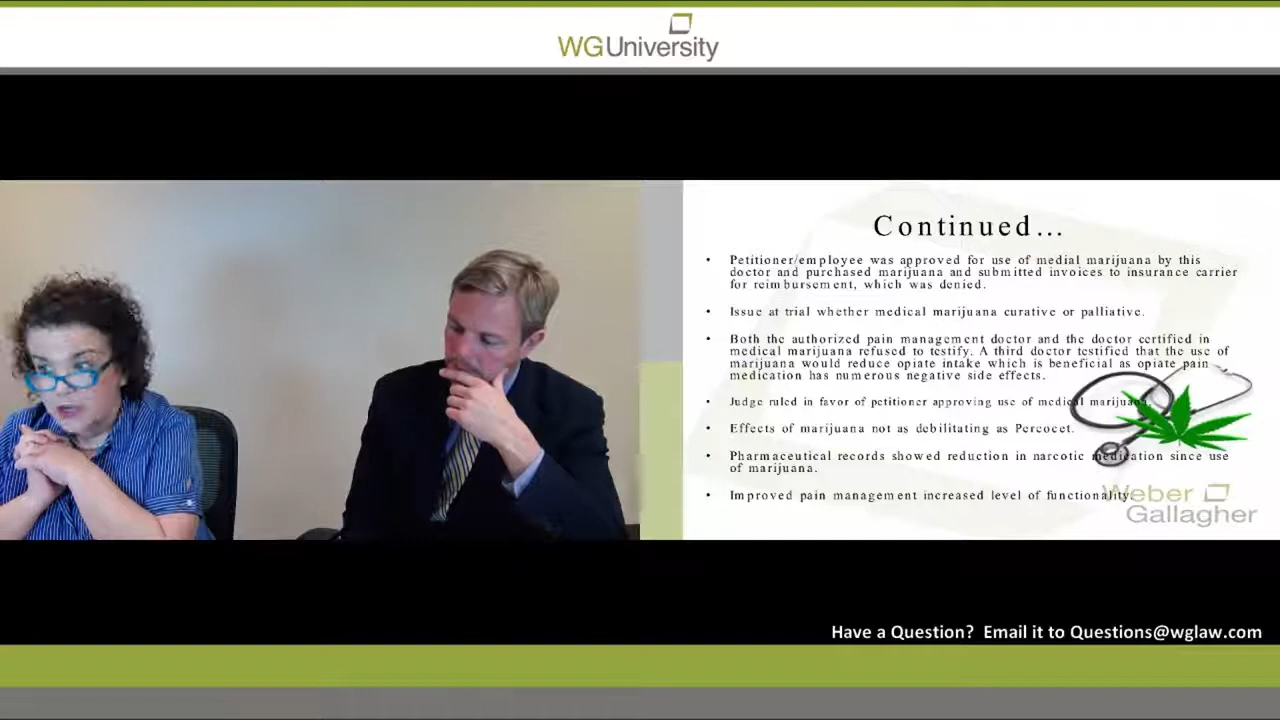 WGUniversity
Continued...
• Petitioner/employee was approved for use of medial marijuana by this
doctor and purchased marijuana and submitted invoices to insurance carrier
for reimbursement, which was denied.
• Issue at trial whether medical marijuana curative or palliative.
• Both the authorized pain management doctor and the doctor certified in
medical marijuana refused to testify. A third doctor testified that the use of
marijuana would reduce opiate intake which is beneficial as opiate pain
medication has numerous negative side effects.
• Judge ruled in favor of petitioner approving use of medical marijuana.
• Effects of marijuana not as debilitating as Percocet.
• Pharmaceutical records showed reduction in narcotic medication since use
of marijuana.
• Improved pain management increased level of functionality.
Weber
Gallagher
Have a Question? Email it to Questions@wglaw.com